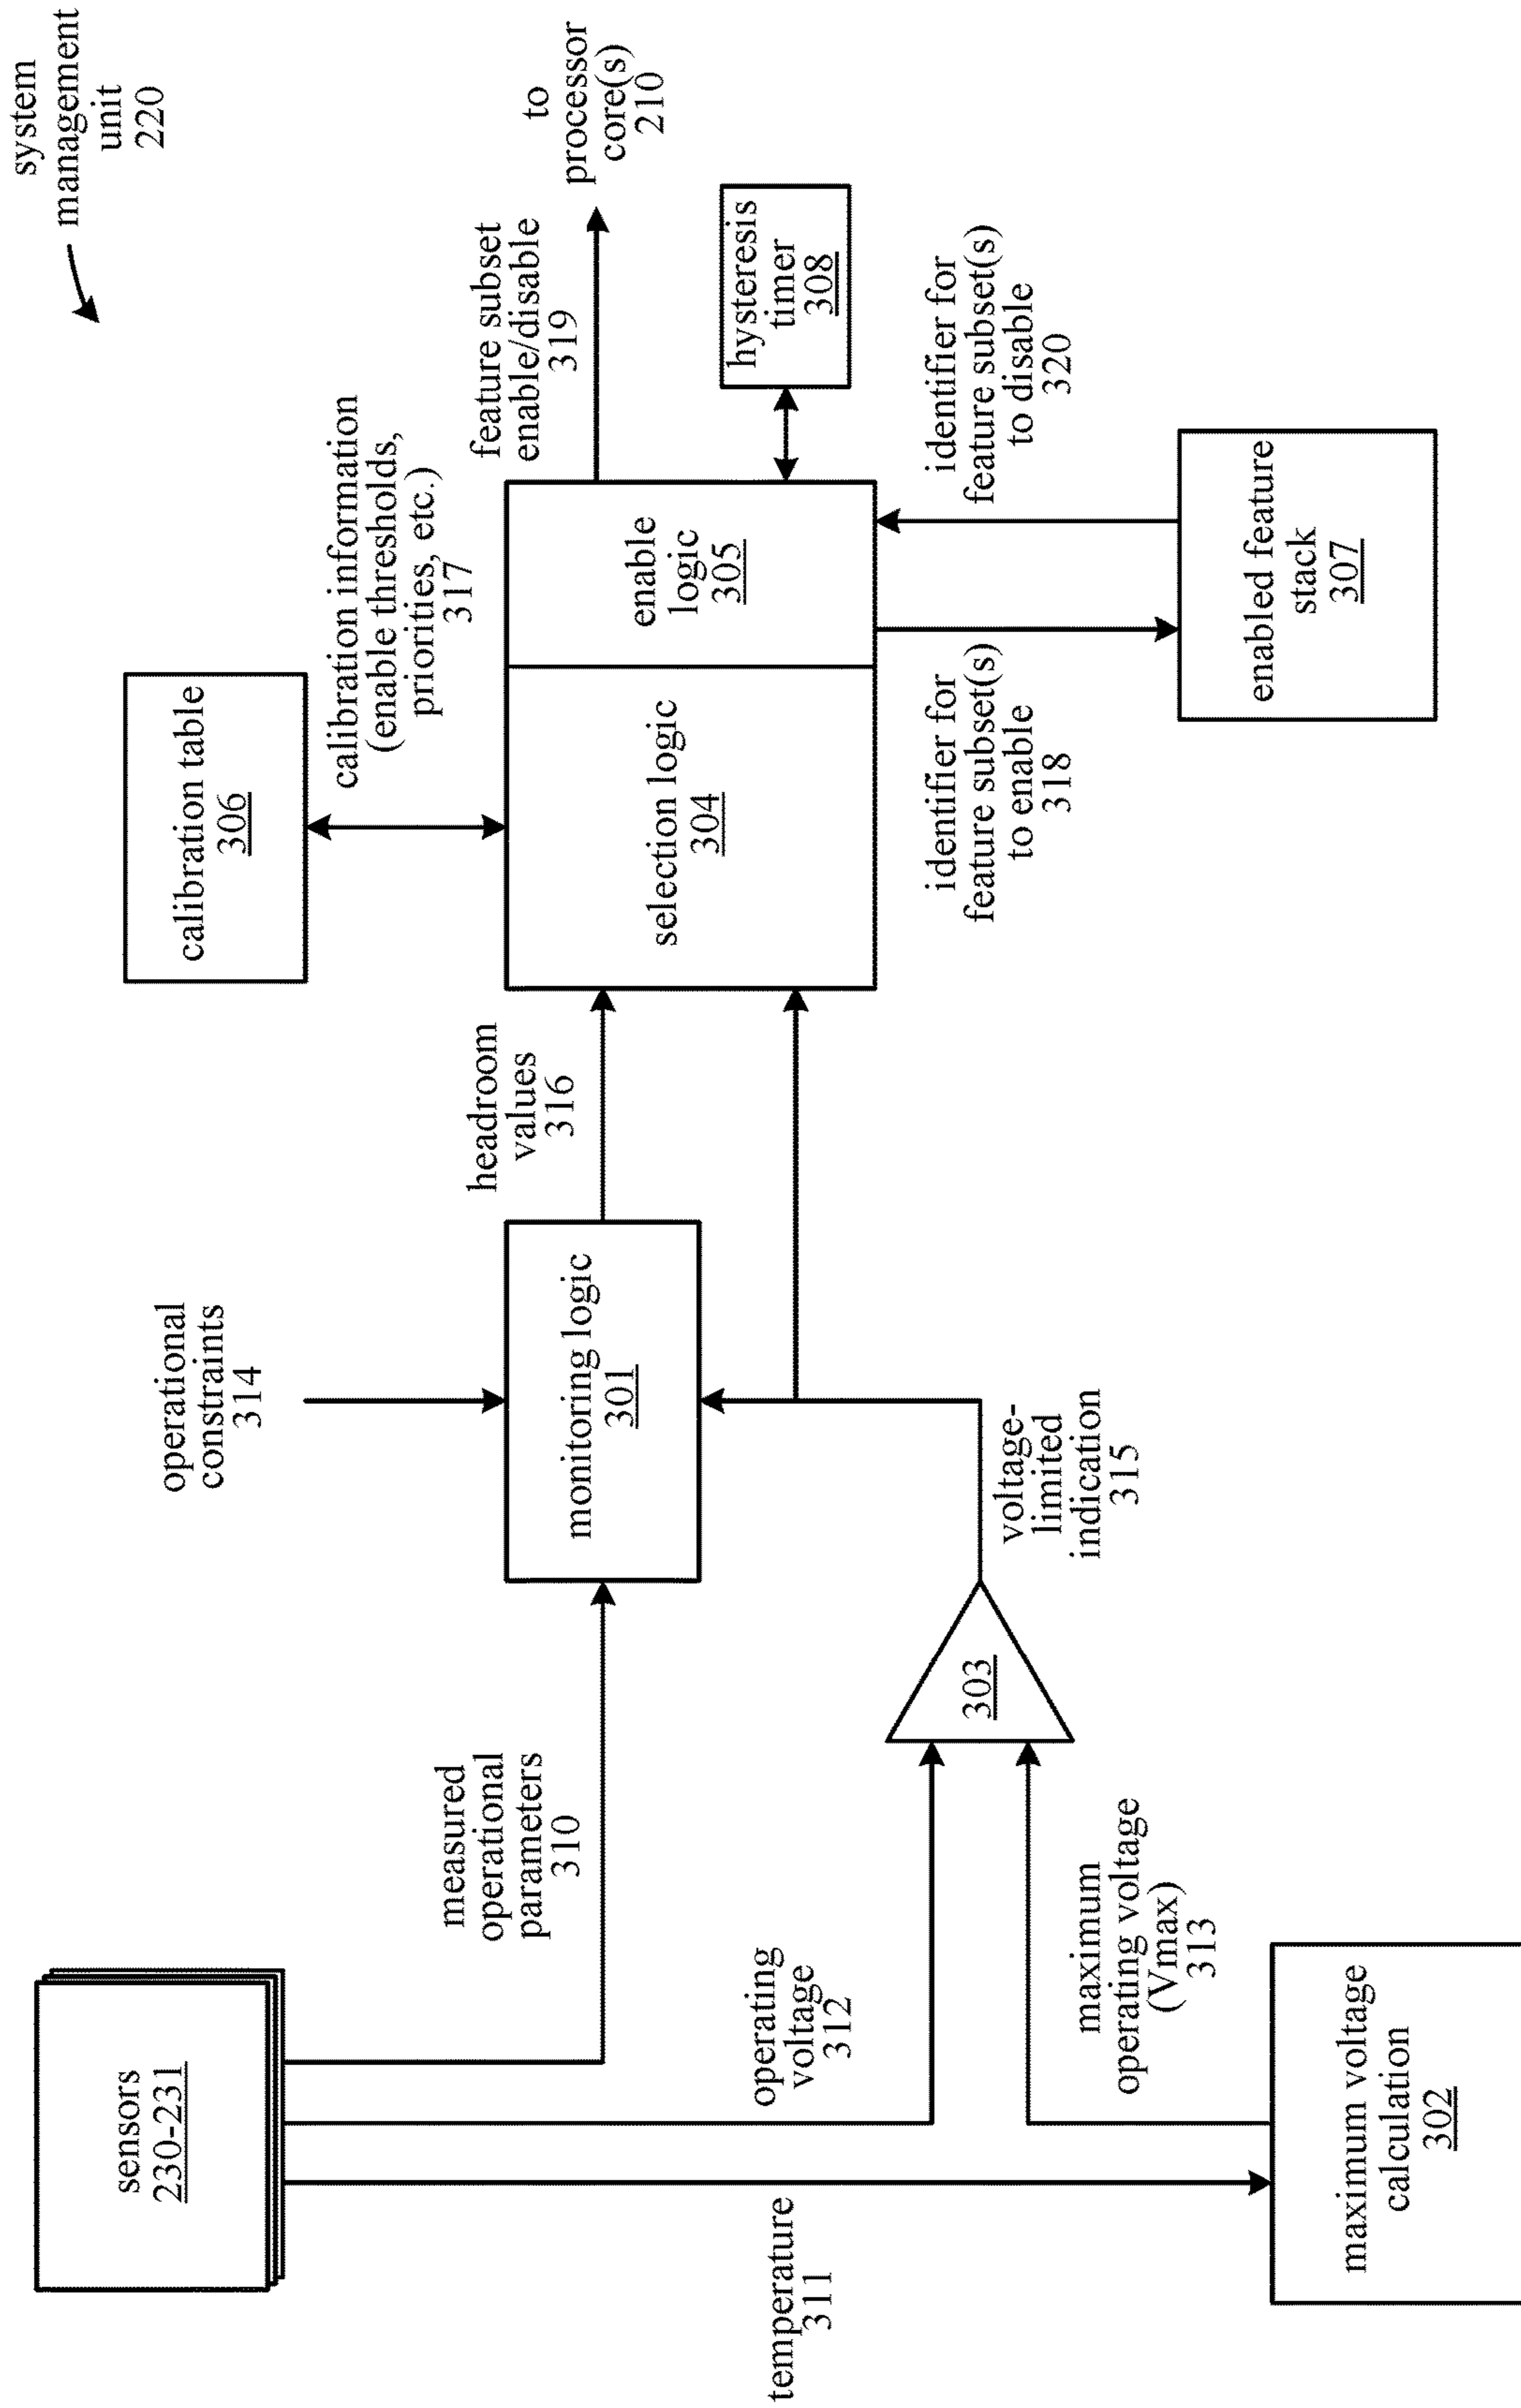 system
management
unit
220
sensors
230-231
measured
operational
parameters
310
operational
constraints
314
monitoring logic
301
headroom
values
316
calibration table
306
calibration information
(enable thresholds,
priorities, etc.)
317
selection logic
304
enable
logic
305
feature subset
enable/disable
319
to
processor
core(s)
210
hysteresis
timer
308
temperature
311
operating
voltage
312
maximum
operating voltage
(Vmax)
313
maximum voltage
calculation
302
303
voltage-
limited
indication
315
identifier for
feature subset(s)
to enable
318
identifier for
feature subset(s)
to disable
320
enabled feature
stack
307